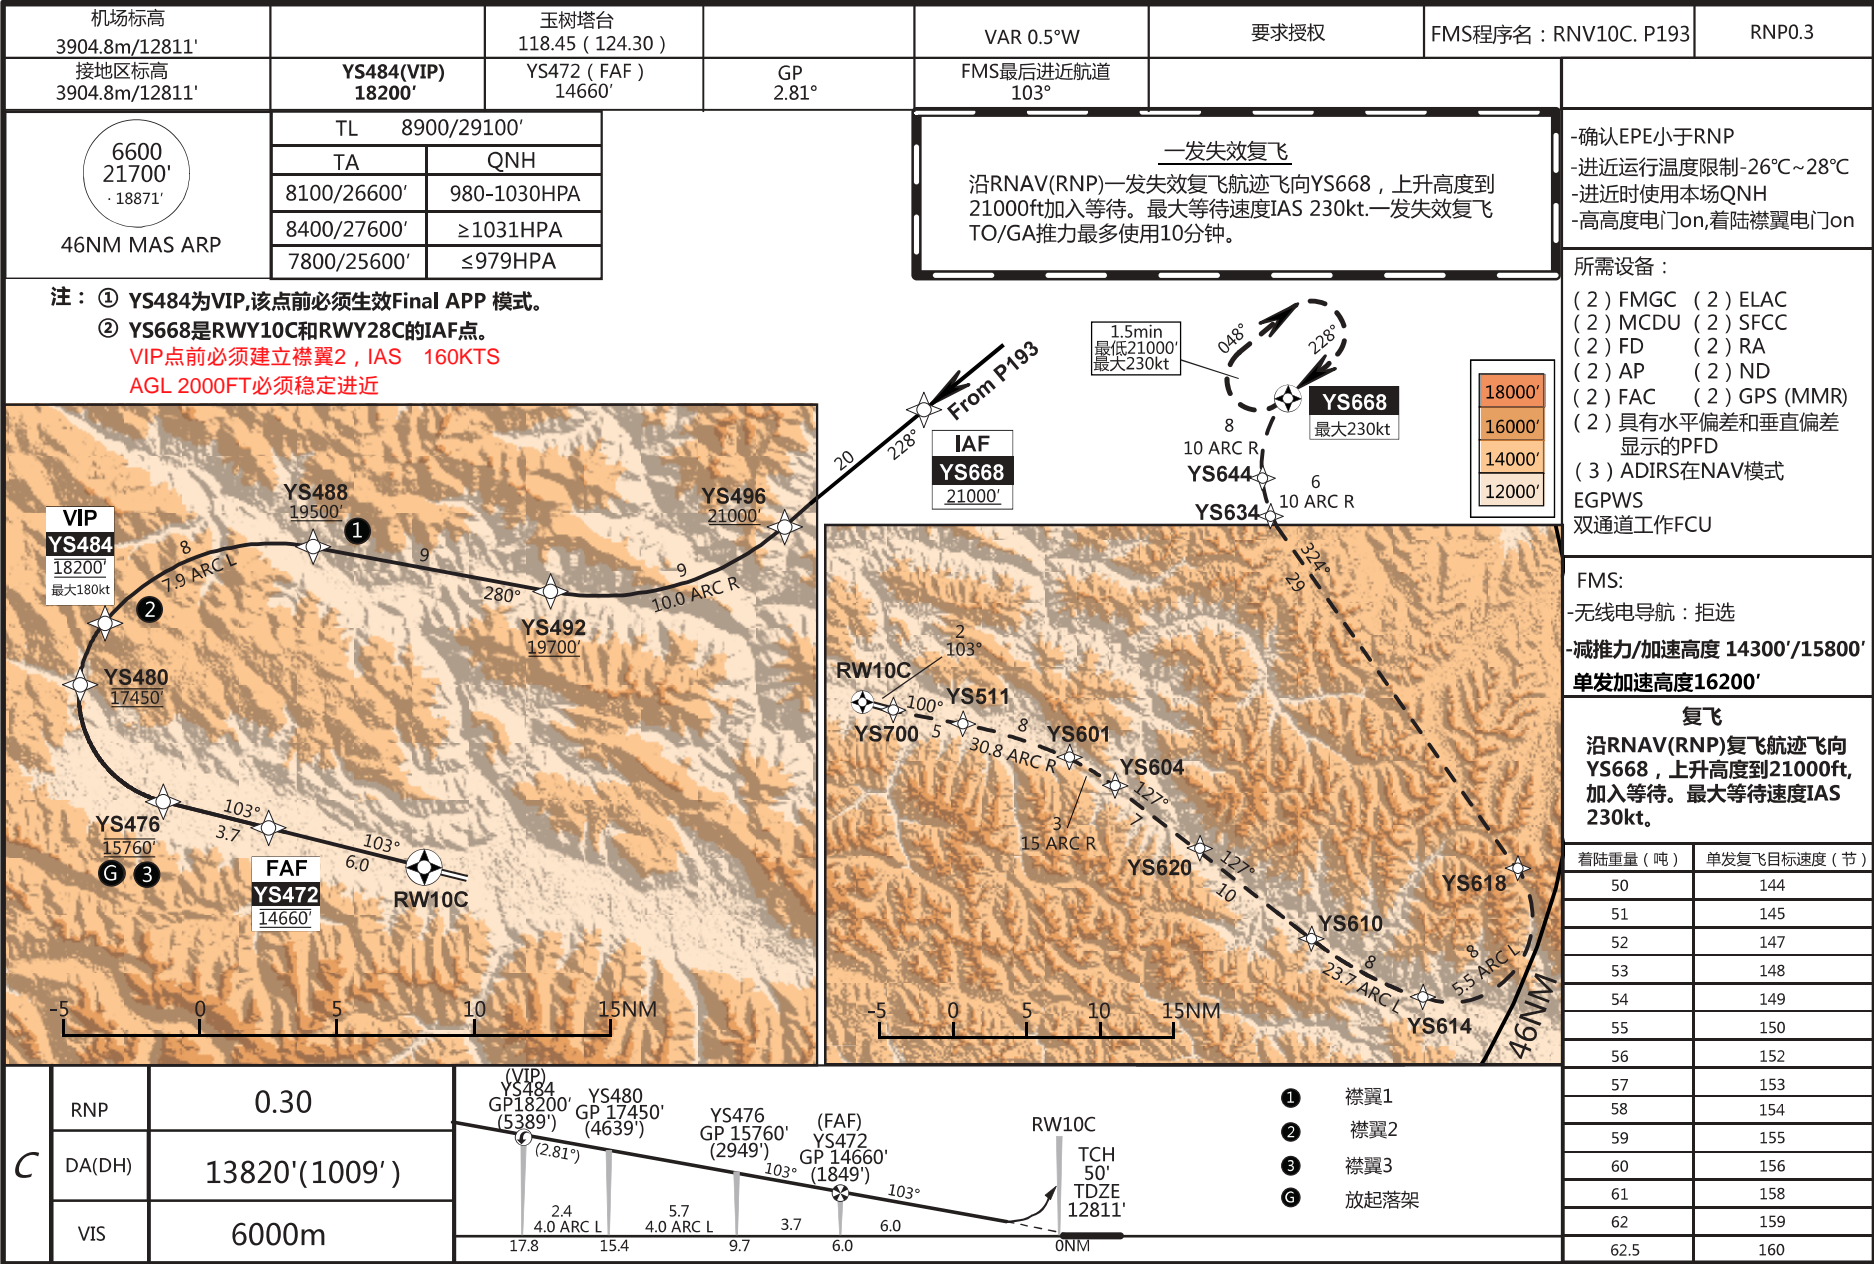 机场标高
3904.8m/12811'
玉树塔台
118.45（124.30）
VAR 0.5°W
要求授权
FMS程序名：RNV10C. P193
RNP0.3
接地区标高
3904.8m/12811'
YS484(VIP)
18200'
YS472（FAF）
14660'
GP
2.81°
FMS最后进近航道
103°
6600
21700'
· 18871'
46NM MAS ARP
TL 8900/29100'
TA QNH
8100/26600' 980-1030HPA
8400/27600' ≥1031HPA
7800/25600' ≤979HPA
一发失效复飞
沿RNAV(RNP)一发失效复飞航迹飞向YS668，上升高度到
21000ft加入等待。最大等待速度IAS 230kt.一发失效复飞
TO/GA推力最多使用10分钟。
-确认EPE小于RNP
-进近运行温度限制-26℃~28℃
-进近时使用本场QNH
-高高度电门on,着陆襟翼电门on
所需设备：
（2）FMGC （2）ELAC
（2）MCDU （2）SFCC
（2）FD （2）RA
（2）AP （2）ND
（2）FAC （2）GPS (MMR)
（2）具有水平偏差和垂直偏差
显示的PFD
（3）ADIRS在NAV模式
EGPWS
双通道工作FCU
注：① YS484为VIP,该点前必须生效Final APP 模式。
② YS668是RWY10C和RWY28C的IAF点。
VIP点前必须建立襟翼2，IAS 160KTS
AGL 2000FT必须稳定进近
From P193
20
228°
IAF
YS668
21000'
1.5min
最低21000'
最大230kt
048°
228°
YS668
最大230kt
8
10 ARC R
YS644
6
10 ARC R
YS634
18000'
16000'
14000'
12000'
YS496
21000'
9
10.0 ARC R
YS492
19700'
280°
9
YS488
19500'
1
8
7.9 ARC L
VIP
YS484
18200'
最大180kt
2
YS480
17450'
YS476
15760'
G 3
103°
3.7
FAF
YS472
14660'
103°
6.0
RW10C
-5 0 5 10 15NM
324°
29
2
103°
RW10C
YS700
100°
5
YS511
8
30.8 ARC R
YS601
3
15 ARC R
YS604
127°
7
YS620
127°
10
YS610
8
23.7 ARC L
YS614
8
5.5 ARC L
YS618
46NM
-5 0 5 10 15NM
FMS:
-无线电导航：拒选
-减推力/加速高度 14300'/15800'
单发加速高度16200'
复飞
沿RNAV(RNP)复飞航迹飞向
YS668，上升高度到21000ft,
加入等待。最大等待速度IAS
230kt。
着陆重量（吨） 单发复飞目标速度（节）
50 144
51 145
52 147
53 148
54 149
55 150
56 152
57 153
58 154
59 155
60 156
61 158
62 159
62.5 160
C
RNP 0.30
DA(DH) 13820'(1009')
VIS 6000m
(VIP)
YS484
GP18200'
(5389')
(2.81°)
YS480
GP 17450'
(4639')
YS476
GP 15760'
(2949')
103°
(FAF)
YS472
GP 14660'
(1849')
103°
RW10C
TCH
50'
TDZE
12811'
2.4
4.0 ARC L
5.7
4.0 ARC L
3.7
6.0
17.8 15.4 9.7 6.0 0NM
1 襟翼1
2 襟翼2
3 襟翼3
G 放起落架